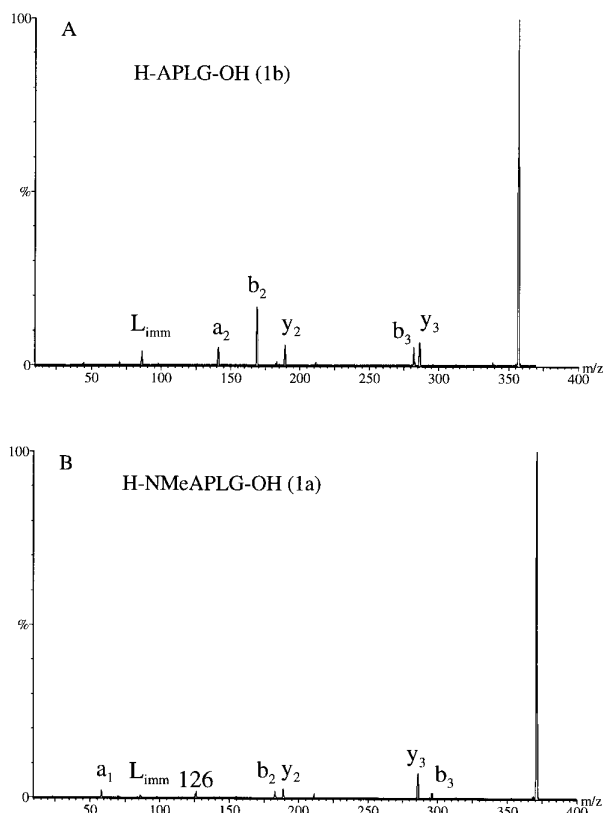 100
A
H-APLG-OH (1b)
%
b2
Limm
a2
y2
b3
y3
0
50
100
150
200
250
300
350
400
m/z
100
B
H-NMeAPLG-OH (1a)
%
a1
Limm
126
b2
y2
y3
b3
0
50
100
150
200
250
300
350
400
m/z